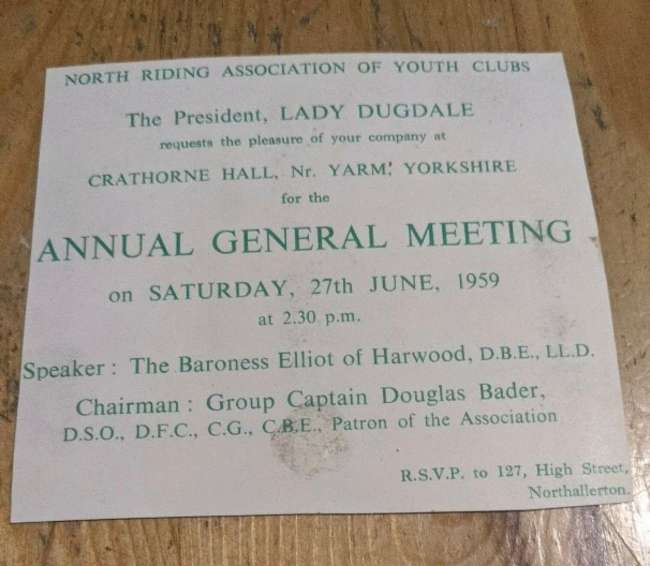 NORTH RIDING ASSOCIATION OF YOUTH CLUBS
The President, LADY DUGDALE
requests the pleasure of your company at
CRATHORNE HALL, Nr. YARM, YORKSHIRE
for the
ANNUAL GENERAL MEETING
on SATURDAY, 27th JUNE, 1959
at 2.30 p.m.
Speaker : The Baroness Elliot of Harwood, D.B.E., LL.D.
Chairman : Group Captain Douglas Bader,
D.S.O., D.F.C., C.G., C.B.E., Patron of the Association
R.S.V.P. to 127, High Street,
Northallerton.